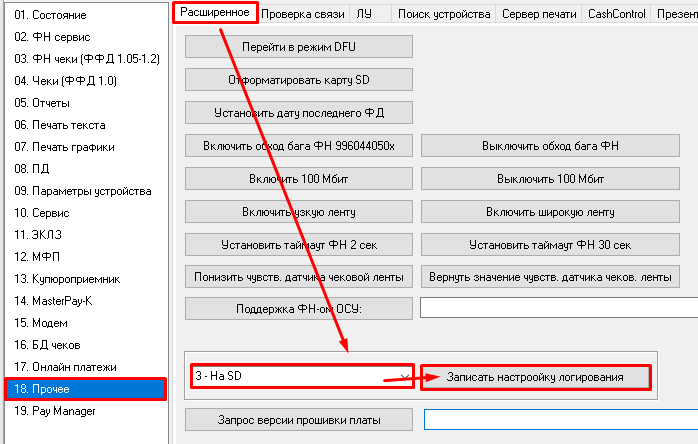 01. Состояние
02. ФН сервис
03. ФН чеки (ФФД 1.05-1.2)
04. Чеки (ФФД 1.0)
05. Отчеты
06. Печать текста
07. Печать графики
08. ПД
09. Параметры устройства
10. Сервис
11. ЭКЛЗ
12. МФП
13. Купюроприемник
14. MasterPay-K
15. Модем
16. БД чеков
17. Онлайн платежи
18. Прочее
19. Pay Manager
Расширенное Проверка связи ЛУ Поиск устройства Сервер печати CashControl Презен
Перейти в режим DFU
Отформатировать карту SD
Установить дату последнего ФД
Включить обход бага ФН 996044050x Выключить обход бага ФН
Включить 100 Мбит Выключить 100 Мбит
Включить узкую ленту Включить широкую ленту
Установить таймаут ФН 2 сек Установить таймаут ФН 30 сек
Понизить чувств. датчика чековой ленты Вернуть значение чувств. датчика чеков. ленты
Поддержка ФН-ом ОСУ:
3 - На SD Записать настроойку логирования
Запрос версии прошивки платы